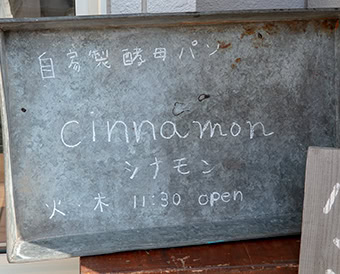 自家製酵母パン
cinnamon
シナモン
火・木 11:30 open